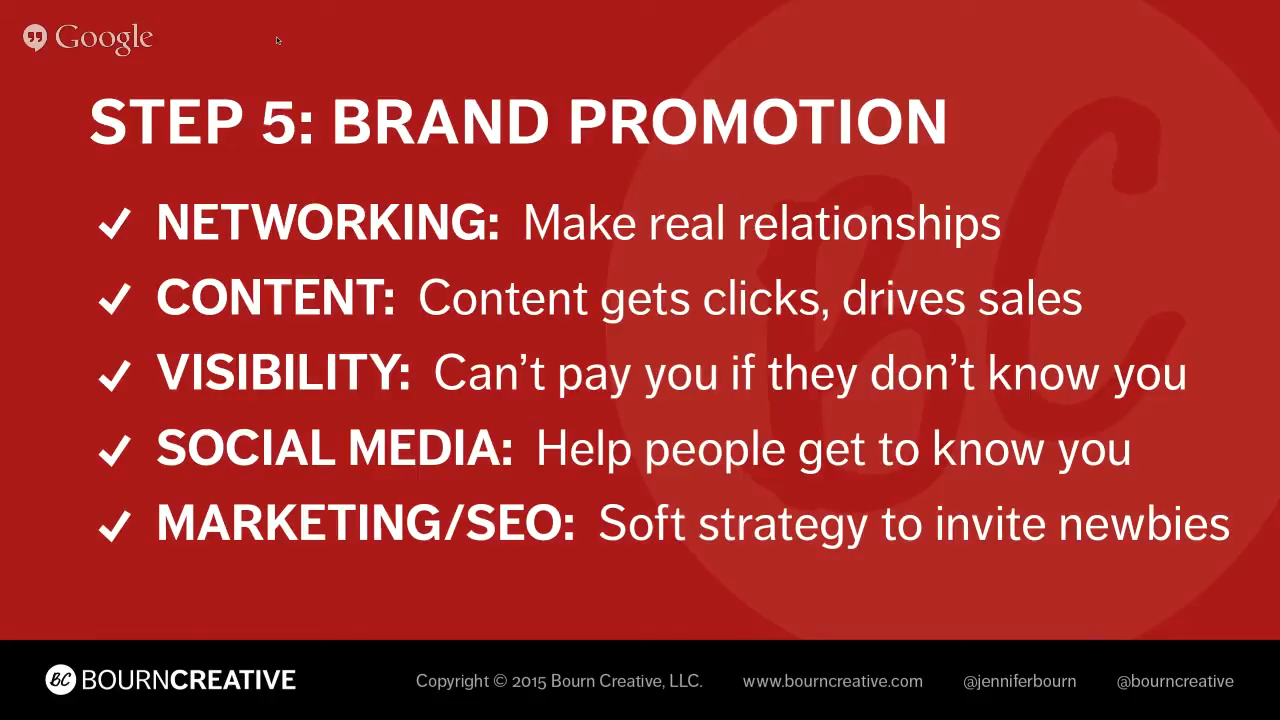 Google
STEP 5: BRAND PROMOTION
✓ NETWORKING: Make real relationships
✓ CONTENT: Content gets clicks, drives sales
✓ VISIBILITY: Can’t pay you if they don’t know you
✓ SOCIAL MEDIA: Help people get to know you
✓ MARKETING/SEO: Soft strategy to invite newbies
BC BOURNCREATIVE Copyright © 2015 Bourn Creative, LLC. www.bourncreative.com @jenniferbourn @bourncreative